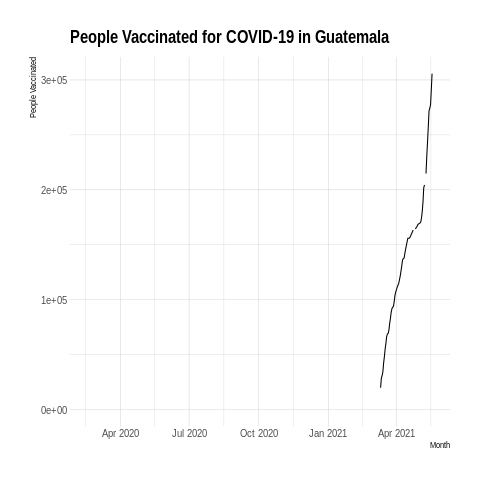 People Vaccinated for COVID-19 in Guatemala
People Vaccinated
3e+05
2e+05
1e+05
0e+00
Apr 2020 Jul 2020 Oct 2020 Jan 2021 Apr 2021
Month